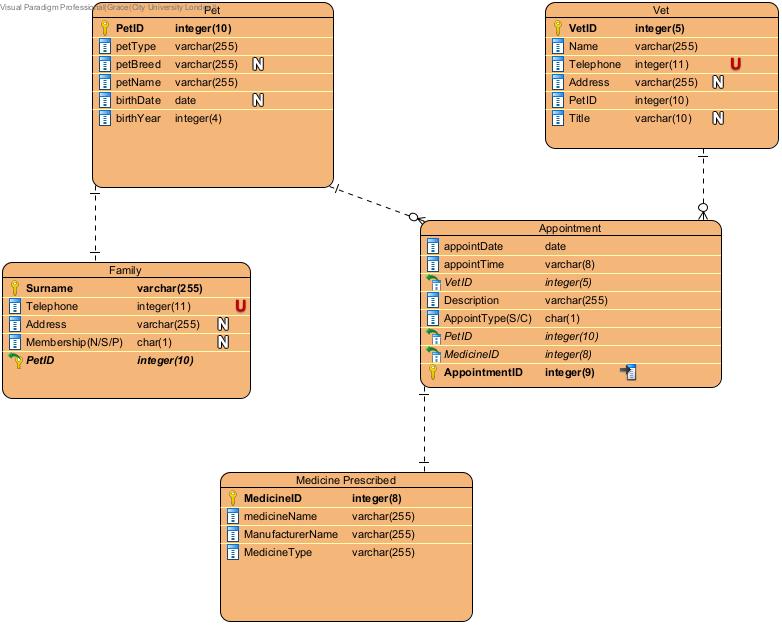 Visual Paradigm Professional(Grace(City University London))
Pet
PetID integer(10)
petType varchar(255)
petBreed varchar(255) N
petName varchar(255)
birthDate date N
birthYear integer(4)
Vet
VetID integer(5)
Name varchar(255)
Telephone integer(11) U
Address varchar(255) N
PetID integer(10)
Title varchar(10) N
Family
Surname varchar(255)
Telephone integer(11) U
Address varchar(255) N
Membership(N/S/P) char(1) N
PetID integer(10)
Appointment
appointDate date
appointTime varchar(8)
VetID integer(5)
Description varchar(255)
AppointType(S/C) char(1)
PetID integer(10)
MedicineID integer(8)
AppointmentID integer(9)
Medicine Prescribed
MedicineID integer(8)
medicineName varchar(255)
ManufacturerName varchar(255)
MedicineType varchar(255)